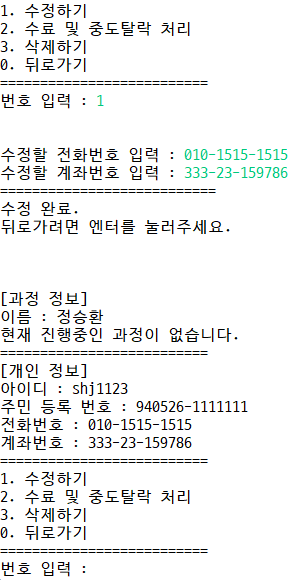 1. 수정하기
2. 수료 및 중도탈락 처리
3. 삭제하기
0. 뒤로가기
==========================
번호 입력 : 1
수정할 전화번호 입력 : 010-1515-1515
수정할 계좌번호 입력 : 333-23-159786
===========================
수정 완료.
뒤로가려면 엔터를 눌러주세요.
[과정 정보]
이름 : 정승환
현재 진행중인 과정이 없습니다.
==========================
[개인 정보]
아이디 : shj1123
주민 등록 번호 : 940526-1111111
전화번호 : 010-1515-1515
계좌번호 : 333-23-159786
==========================
1. 수정하기
2. 수료 및 중도탈락 처리
3. 삭제하기
0. 뒤로가기
==========================
번호 입력 :